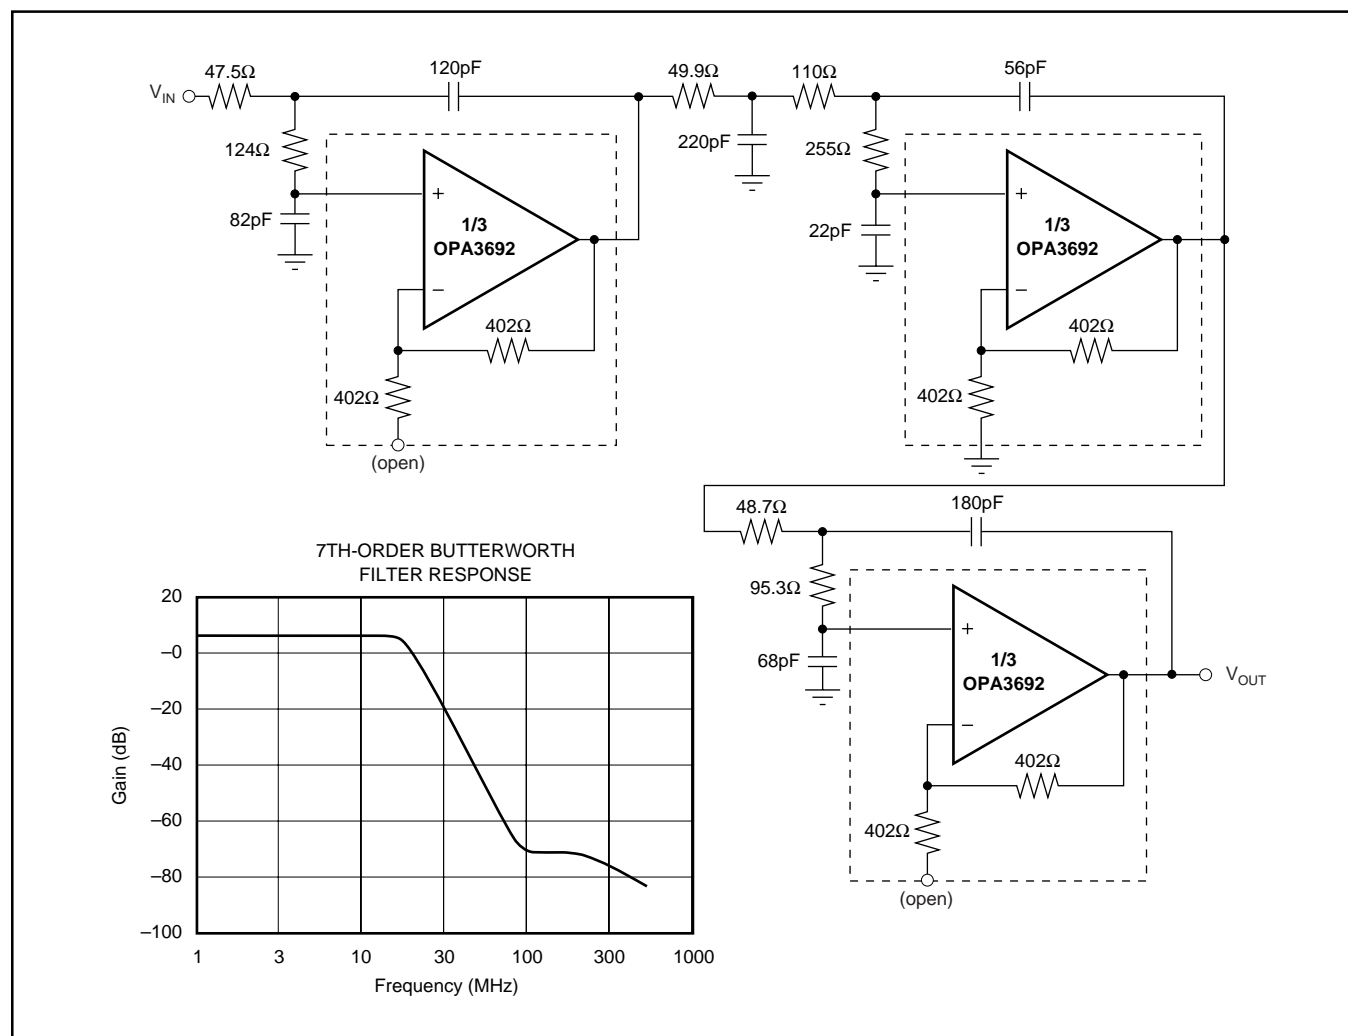 47.5Ω
120pF
49.9Ω
110Ω
56pF
VIN
124Ω
220pF
255Ω
82pF
+
1/3
OPA3692
–
22pF
+
1/3
OPA3692
–
402Ω
402Ω
402Ω
402Ω
(open)
48.7Ω
180pF
95.3Ω
68pF
+
1/3
OPA3692
–
VOUT
402Ω
402Ω
(open)
7TH-ORDER BUTTERWORTH
FILTER RESPONSE
20
–0
–20
–40
–60
–80
–100
Gain (dB)
1 3 10 30 100 300 1000
Frequency (MHz)